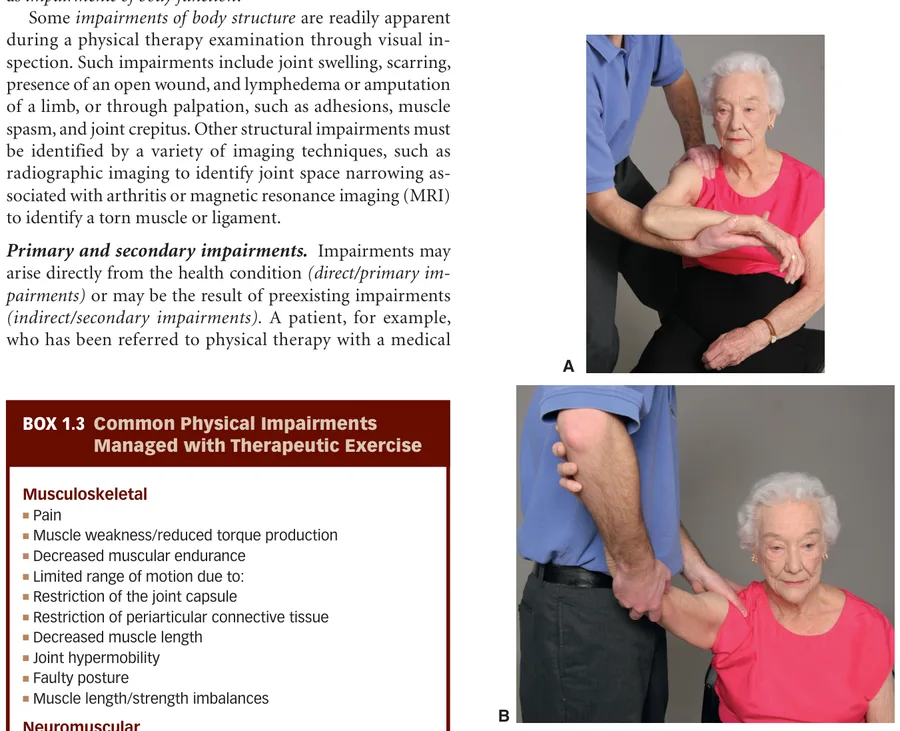 as impairments of body function.
Some impairments of body structure are readily apparent
during a physical therapy examination through visual in-
spection. Such impairments include joint swelling, scarring,
presence of an open wound, and lymphedema or amputation
of a limb, or through palpation, such as adhesions, muscle
spasm, and joint crepitus. Other structural impairments must
be identified by a variety of imaging techniques, such as
radiographic imaging to identify joint space narrowing as-
sociated with arthritis or magnetic resonance imaging (MRI)
to identify a torn muscle or ligament.
Primary and secondary impairments. Impairments may
arise directly from the health condition (direct/primary im-
pairments) or may be the result of preexisting impairments
(indirect/secondary impairments). A patient, for example,
who has been referred to physical therapy with a medical
BOX 1.3 Common Physical Impairments
Managed with Therapeutic Exercise
Musculoskeletal
■ Pain
■ Muscle weakness/reduced torque production
■ Decreased muscular endurance
■ Limited range of motion due to:
■ Restriction of the joint capsule
■ Restriction of periarticular connective tissue
■ Decreased muscle length
■ Joint hypermobility
■ Faulty posture
■ Muscle length/strength imbalances
Neuromuscular
A
B